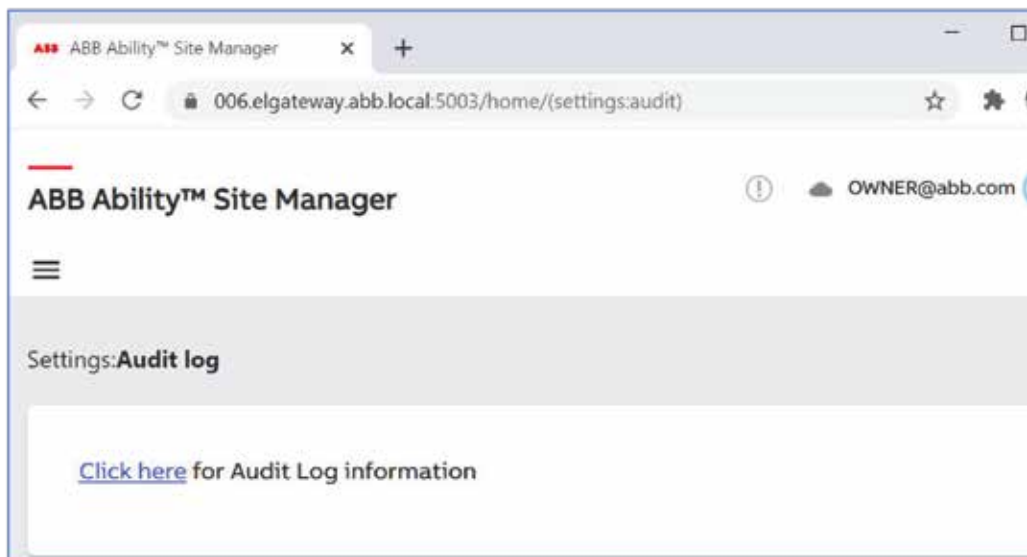 ABB ABB Ability™ Site Manager
006.elgateway.abb.local:5003/home/(settings:audit)
ABB Ability™ Site Manager
OWNER@abb.com
Settings:Audit log
Click here for Audit Log information